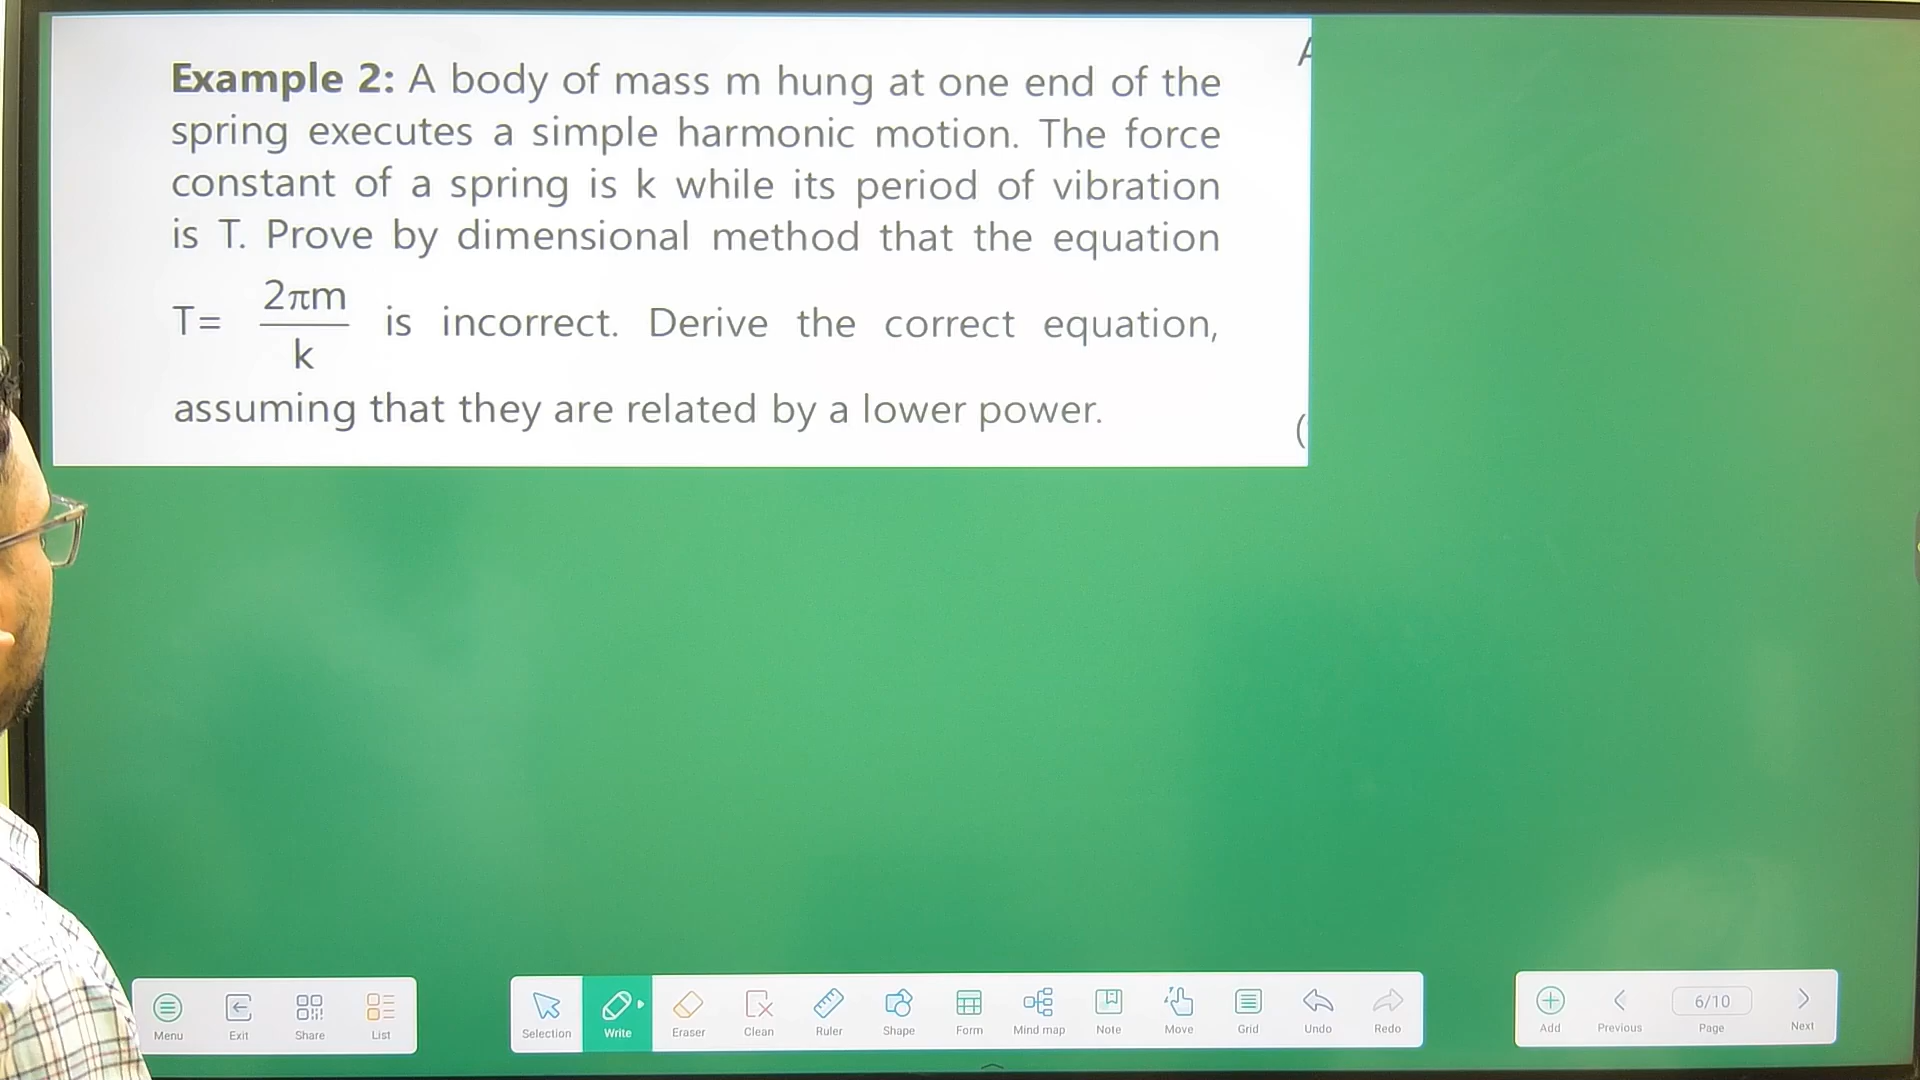 Example 2: A body of mass m hung at one end of the
spring executes a simple harmonic motion. The force
constant of a spring is k while its period of vibration
is T. Prove by dimensional method that the equation
T= 2πm/k is incorrect. Derive the correct equation,
assuming that they are related by a lower power.
A
(
Menu Exit Share List
Selection Write Eraser Clean Ruler Shape Form Mind map Note Move Grid Undo Redo
Add Previous 6/10 Page Next